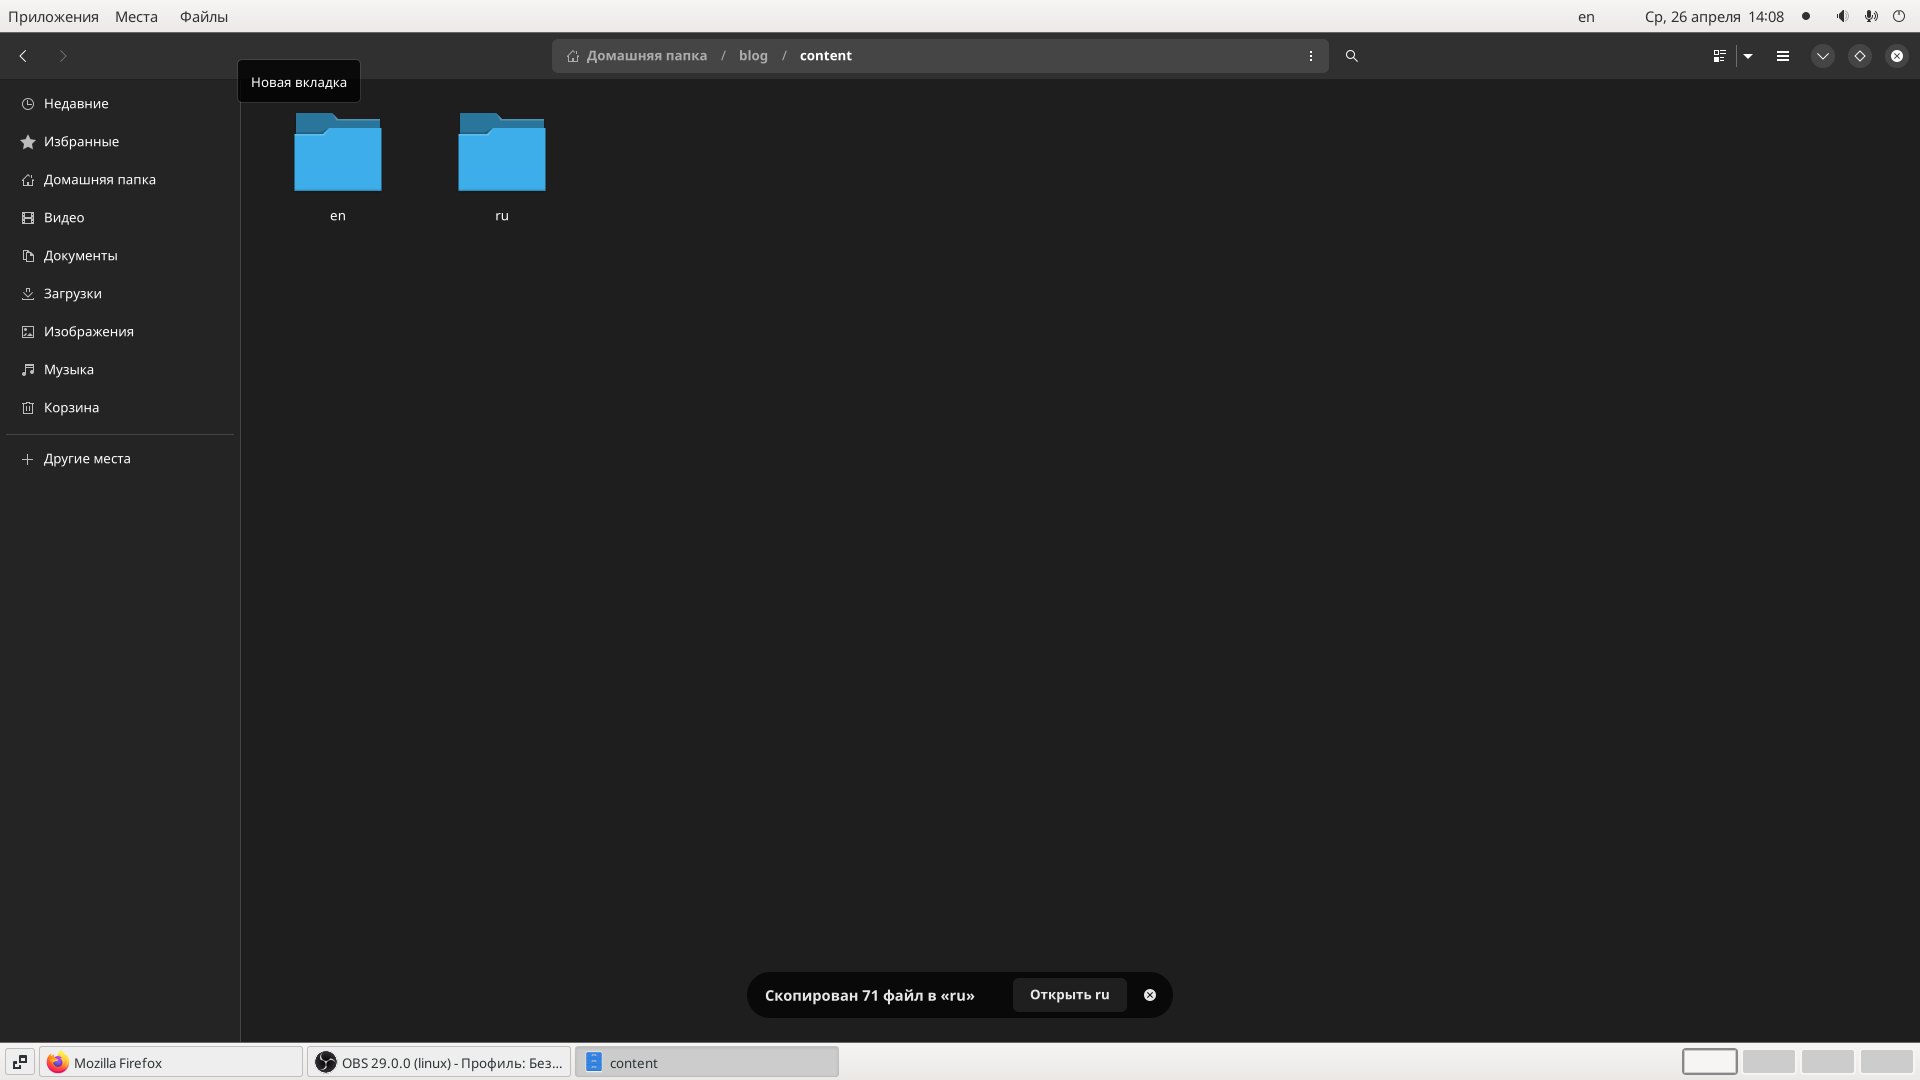 Приложения Места Файлы en Ср, 26 апреля 14:08
Домашняя папка / blog / content
Новая вкладка
Недавние
Избранные
Домашняя папка
Видео
Документы
Загрузки
Изображения
Музыка
Корзина
Другие места
en ru
Скопирован 71 файл в «ru» Открыть ru
Mozilla Firefox OBS 29.0.0 (linux) - Профиль: Без... content